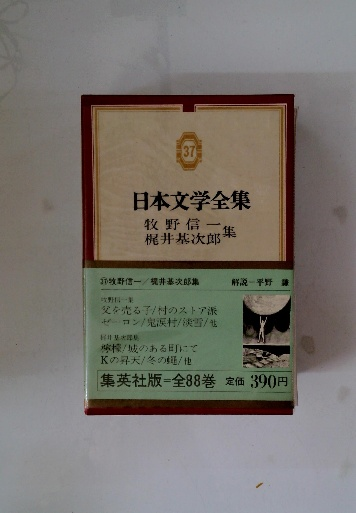 37
日本文学全集
牧野信一
梶井基次郎 集
㊲牧野信一/梶井基次郎集 解説=平野 謙
牧野信一集
父を売る子/村のストア派
ゼーロン/鬼涙村/淡雪/他
梶井基次郎集
檸檬/城のある町にて
Kの昇天/冬の蠅/他
集英社版=全88巻 定価 390円